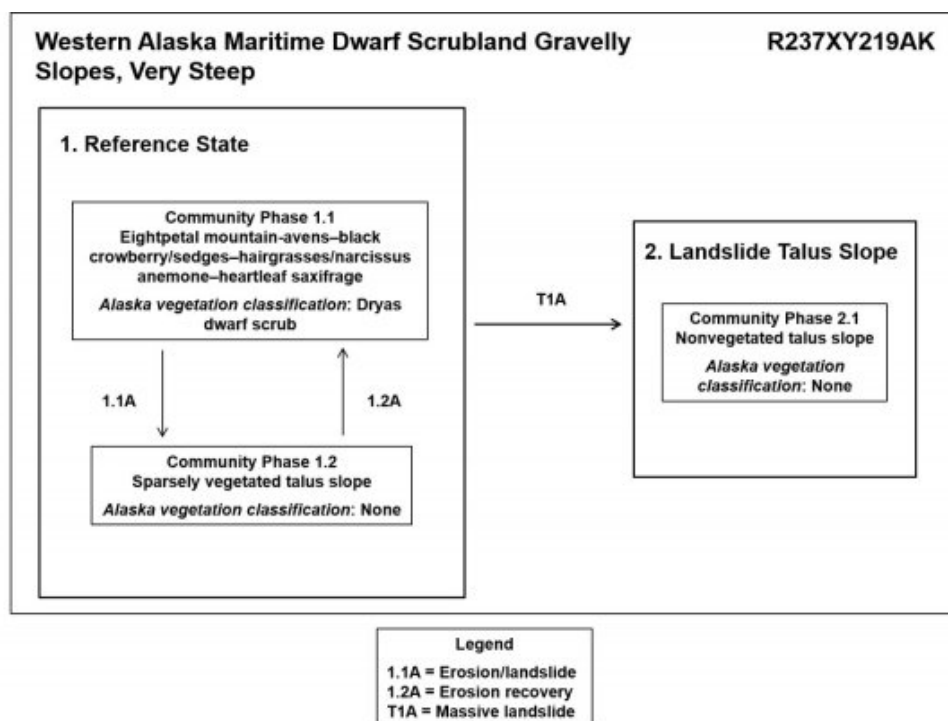 Western Alaska Maritime Dwarf Scrubland Gravelly
Slopes, Very Steep
R237XY219AK
1. Reference State
Community Phase 1.1
Eightpetal mountain-avens–black
crowberry/sedges–hairgrasses/narcissus
anemone–heartleaf saxifrage
Alaska vegetation classification: Dryas
dwarf scrub
1.1A
1.2A
Community Phase 1.2
Sparsely vegetated talus slope
Alaska vegetation classification: None
T1A
2. Landslide Talus Slope
Community Phase 2.1
Nonvegetated talus slope
Alaska vegetation
classification: None
Legend
1.1A = Erosion/landslide
1.2A = Erosion recovery
T1A = Massive landslide